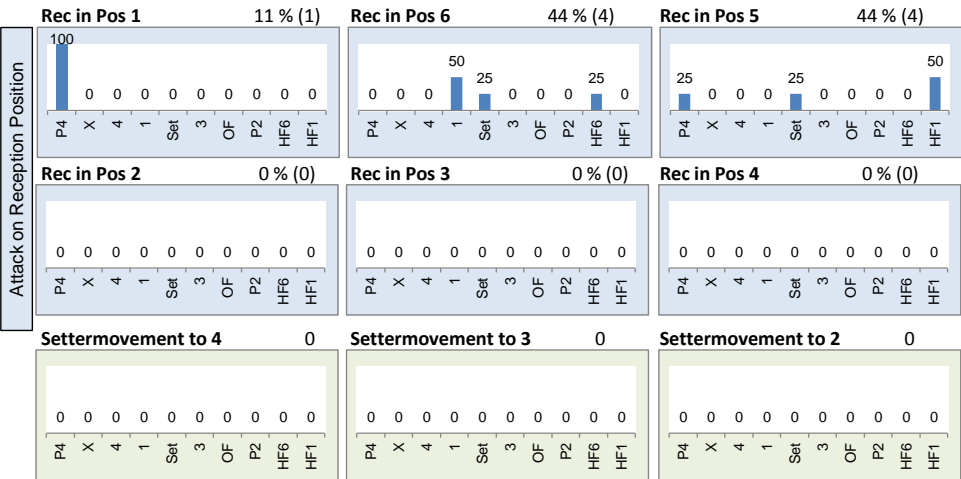 Attack on Reception Position
Rec in Pos 1 11 % (1)
100 0 0 0 0 0 0 0 0 0
P4 X 4 1 Set 3 OF P2 HF6 HF1
Rec in Pos 6 44 % (4)
0 0 0 50 25 0 0 0 25 0
P4 X 4 1 Set 3 OF P2 HF6 HF1
Rec in Pos 5 44 % (4)
25 0 0 0 25 0 0 0 0 50
P4 X 4 1 Set 3 OF P2 HF6 HF1
Rec in Pos 2 0 % (0)
0 0 0 0 0 0 0 0 0 0
P4 X 4 1 Set 3 OF P2 HF6 HF1
Rec in Pos 3 0 % (0)
0 0 0 0 0 0 0 0 0 0
P4 X 4 1 Set 3 OF P2 HF6 HF1
Rec in Pos 4 0 % (0)
0 0 0 0 0 0 0 0 0 0
P4 X 4 1 Set 3 OF P2 HF6 HF1
Settermovement to 4 0
0 0 0 0 0 0 0 0 0 0
P4 X 4 1 Set 3 OF P2 HF6 HF1
Settermovement to 3 0
0 0 0 0 0 0 0 0 0 0
P4 X 4 1 Set 3 OF P2 HF6 HF1
Settermovement to 2 0
0 0 0 0 0 0 0 0 0 0
P4 X 4 1 Set 3 OF P2 HF6 HF1